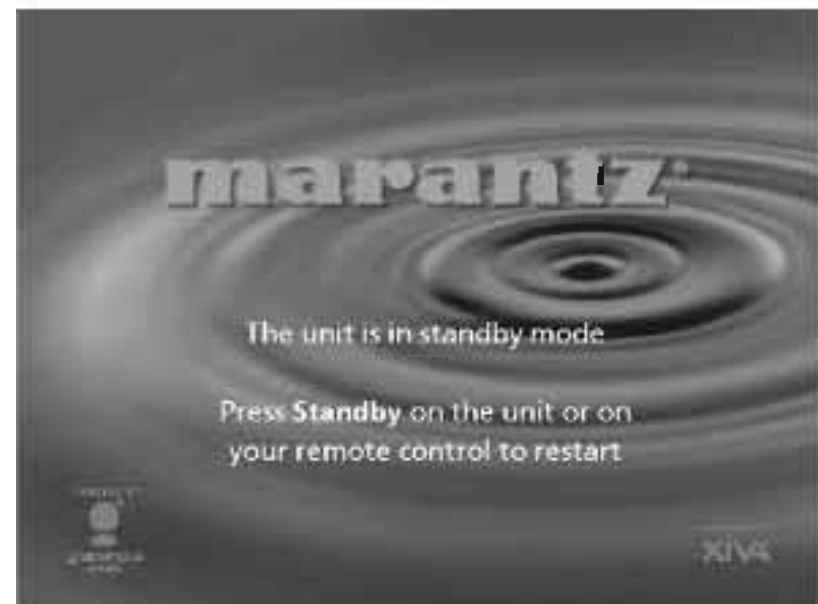 marantz
The unit is in standby mode
Press Standby on the unit or on
your remote control to restart
XiVA